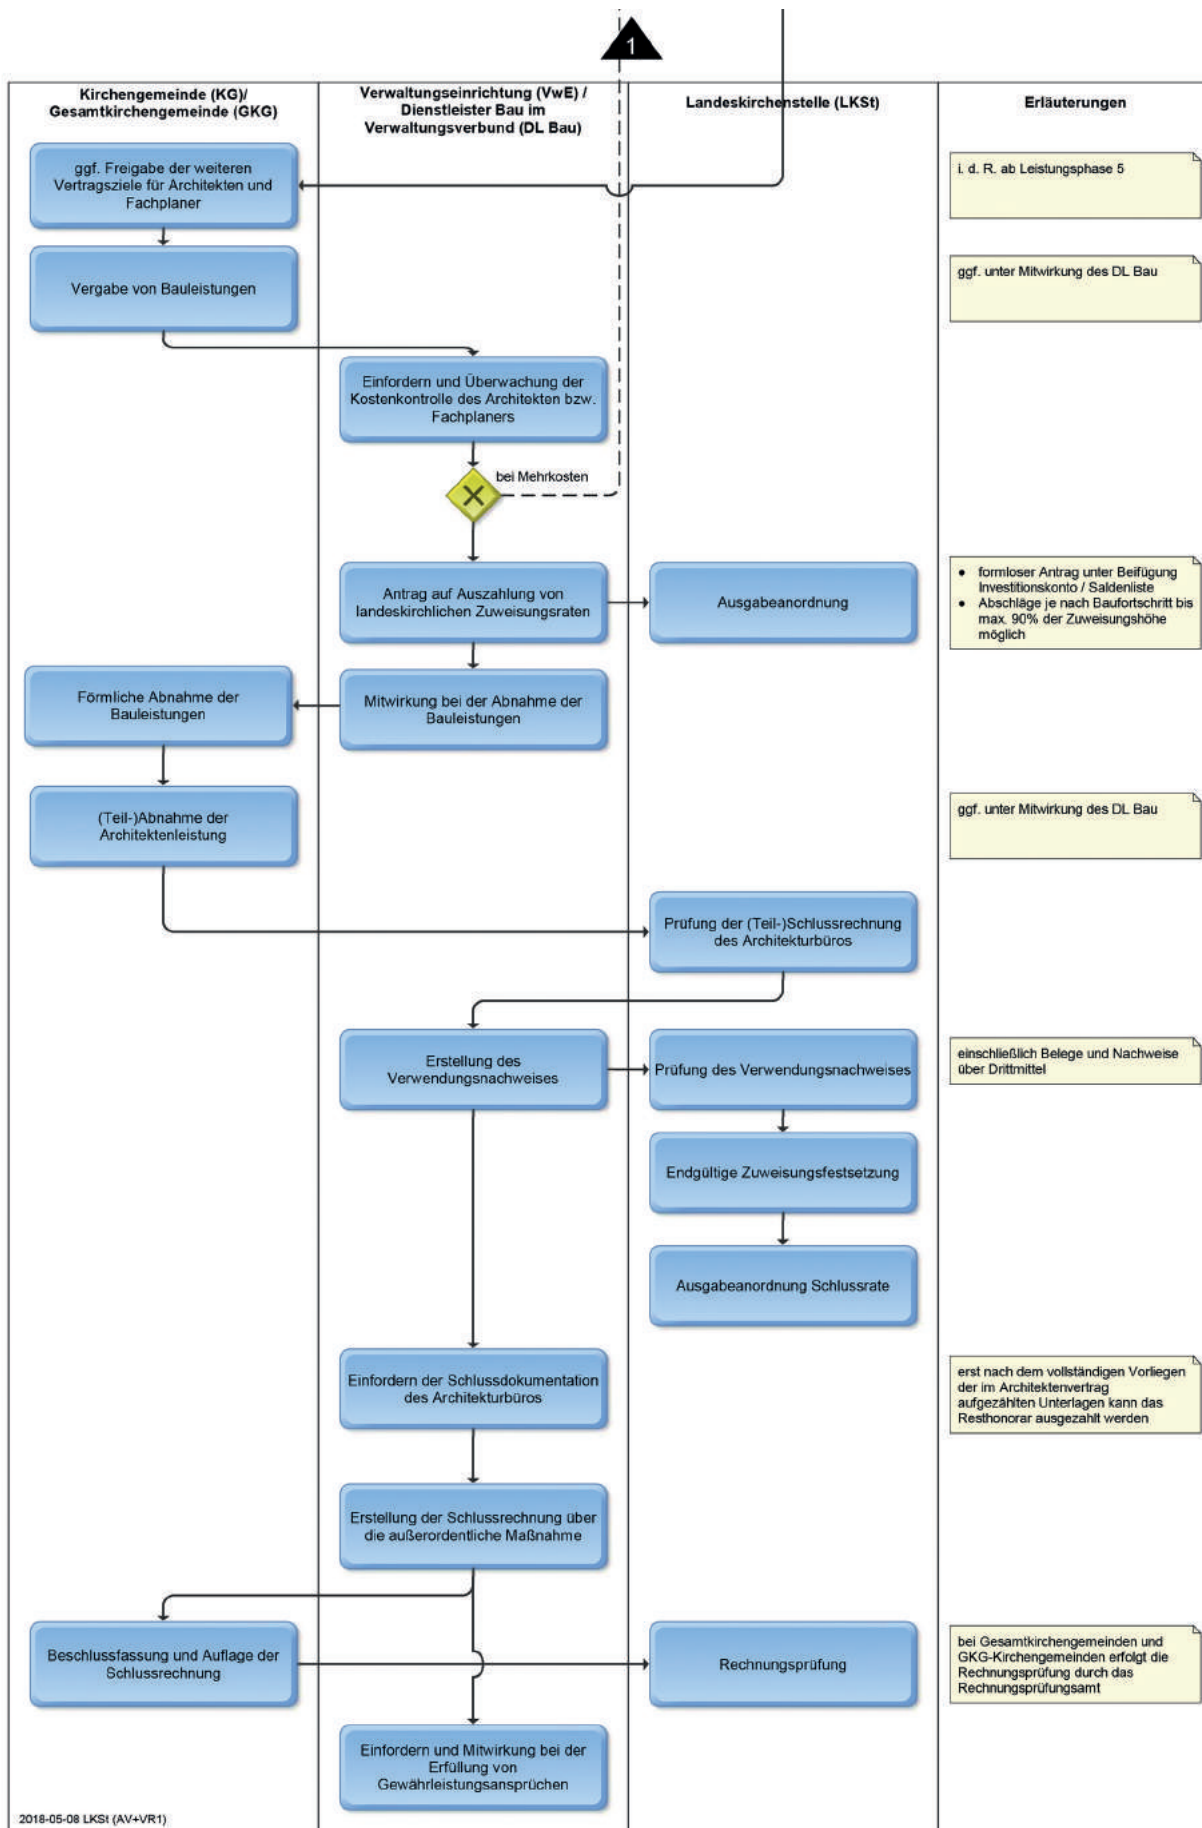 1
Kirchengemeinde (KG)/
Gesamtkirchengemeinde (GKG)
Verwaltungseinrichtung (VwE) /
Dienstleister Bau im
Verwaltungsverbund (DL Bau)
Landeskirchenstelle (LKSt)
Erläuterungen
ggf. Freigabe der weiteren
Vertragsziele für Architekten und
Fachplaner
i. d. R. ab Leistungsphase 5
Vergabe von Bauleistungen
ggf. unter Mitwirkung des DL Bau
Einfordern und Überwachung der
Kostenkontrolle des Architekten bzw.
Fachplaners
bei Mehrkosten
Antrag auf Auszahlung von
landeskirchlichen Zuweisungsraten
Ausgabeanordnung
● formloser Antrag unter Beifügung
Investitionskonto / Saldenliste
● Abschläge je nach Baufortschritt bis
max. 90% der Zuweisungshöhe
möglich
Förmliche Abnahme der
Bauleistungen
Mitwirkung bei der Abnahme der
Bauleistungen
(Teil-)Abnahme der
Architektenleistung
ggf. unter Mitwirkung des DL Bau
Prüfung der (Teil-)Schlussrechnung
des Architekturbüros
Erstellung des
Verwendungsnachweises
Prüfung des Verwendungsnachweises
einschließlich Belege und Nachweise
über Drittmittel
Endgültige Zuweisungsfestsetzung
Ausgabeanordnung Schlussrate
Einfordern der Schlussdokumentation
des Architekturbüros
erst nach dem vollständigen Vorliegen
der im Architektenvertrag
aufgezählten Unterlagen kann das
Resthonorar ausgezahlt werden
Erstellung der Schlussrechnung über
die außerordentliche Maßnahme
Beschlussfassung und Auflage der
Schlussrechnung
Rechnungsprüfung
bei Gesamtkirchengemeinden und
GKG-Kirchengemeinden erfolgt die
Rechnungsprüfung durch das
Rechnungsprüfungsamt
Einfordern und Mitwirkung bei der
Erfüllung von
Gewährleistungsansprüchen
2018-05-08 LKSt (AV+VR1)